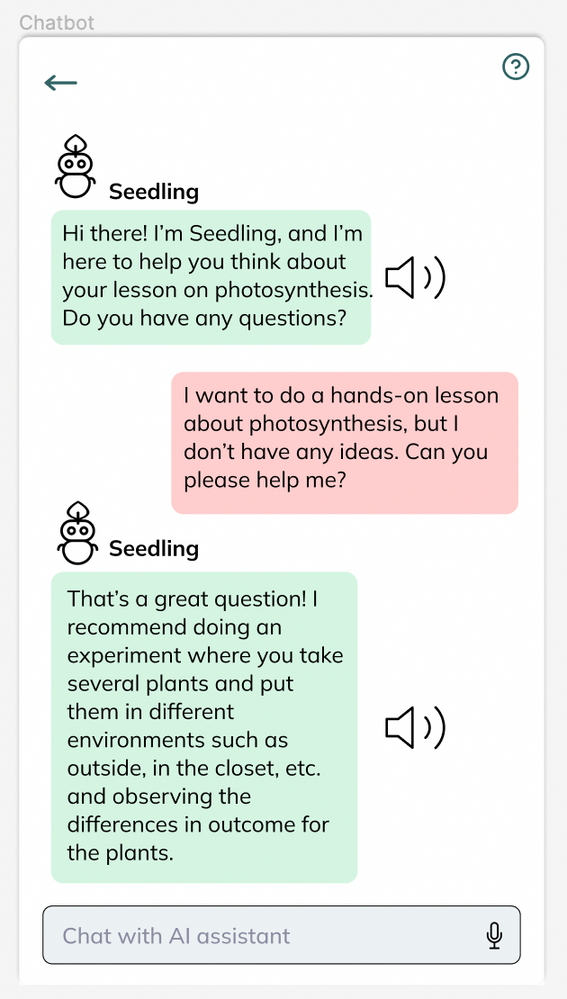 Chatbot
?
Seedling
Hi there! I’m Seedling, and I’m
here to help you think about
your lesson on photosynthesis.
Do you have any questions?
I want to do a hands-on lesson
about photosynthesis, but I
don’t have any ideas. Can you
please help me?
Seedling
That’s a great question! I
recommend doing an
experiment where you take
several plants and put
them in different
environments such as
outside, in the closet, etc.
and observing the
differences in outcome for
the plants.
Chat with AI assistant